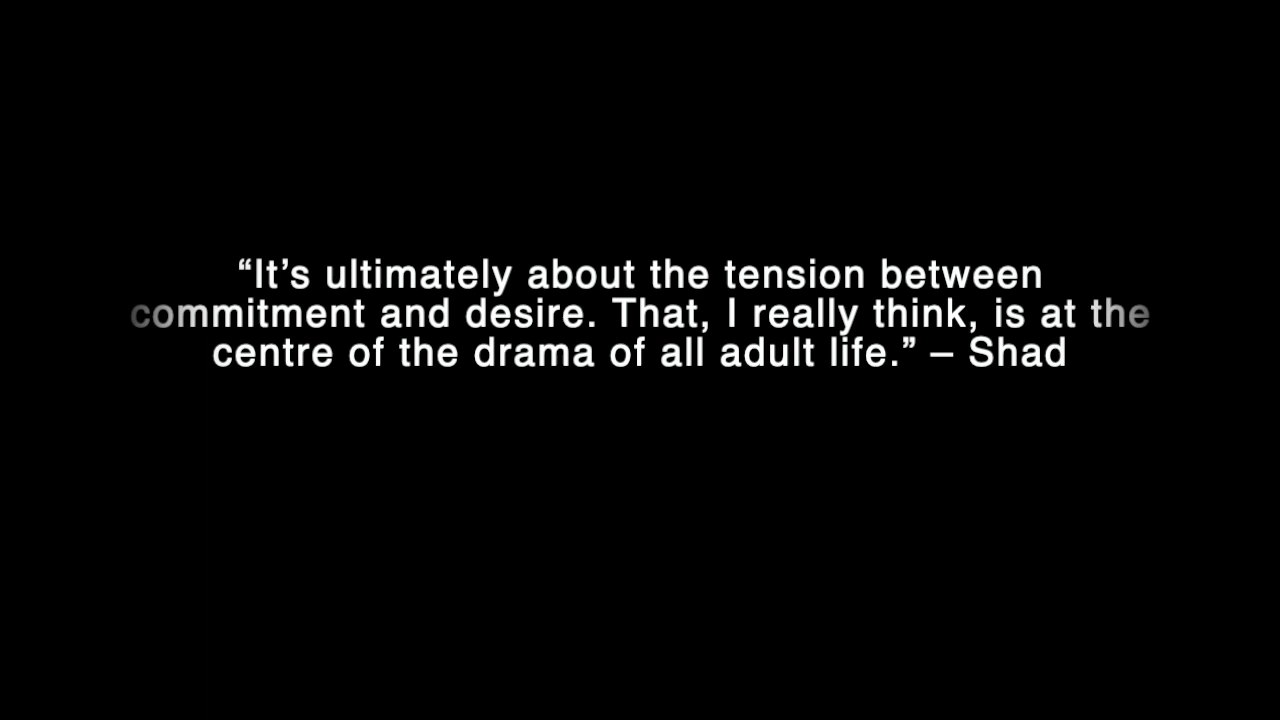 “It’s ultimately about the tension between
commitment and desire. That, I really think, is at the
centre of the drama of all adult life.” – Shad